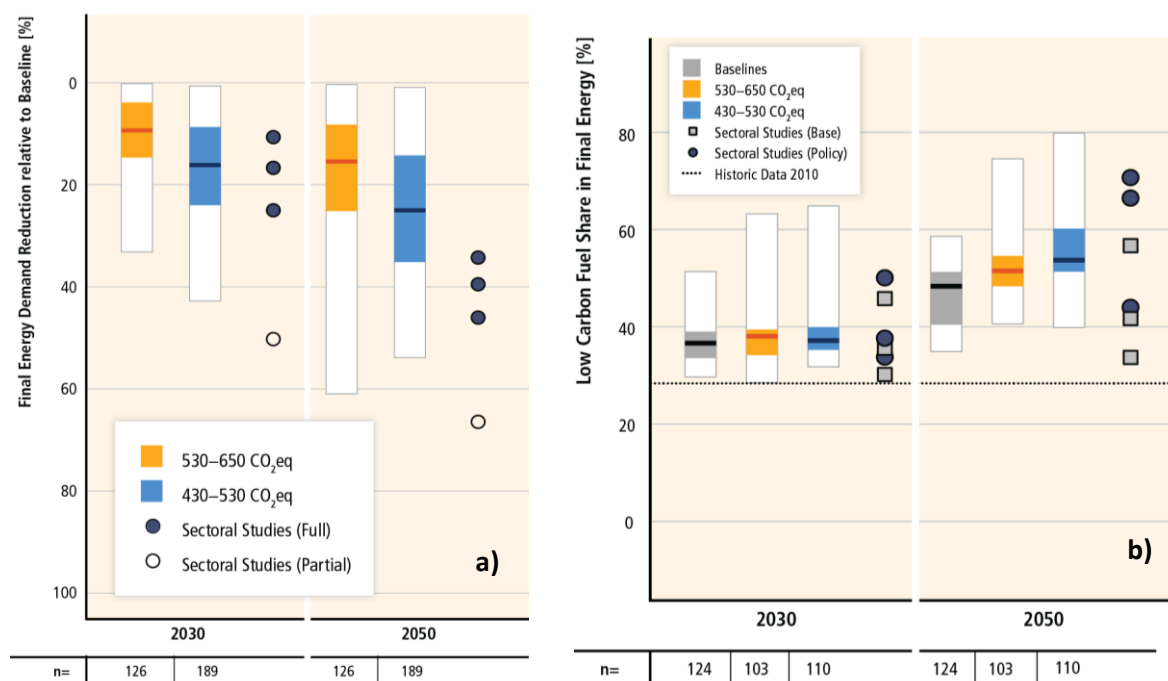 Final Energy Demand Reduction relative to Baseline [%]
0
20
40
60
80
100
530–650 CO₂eq
430–530 CO₂eq
Sectoral Studies (Full)
Sectoral Studies (Partial)
a)
2030
2050
n=
126
189
126
189
Low Carbon Fuel Share in Final Energy [%]
80
60
40
20
0
Baselines
530–650 CO₂eq
430–530 CO₂eq
Sectoral Studies (Base)
Sectoral Studies (Policy)
Historic Data 2010
b)
2030
2050
n=
124
103
110
124
103
110